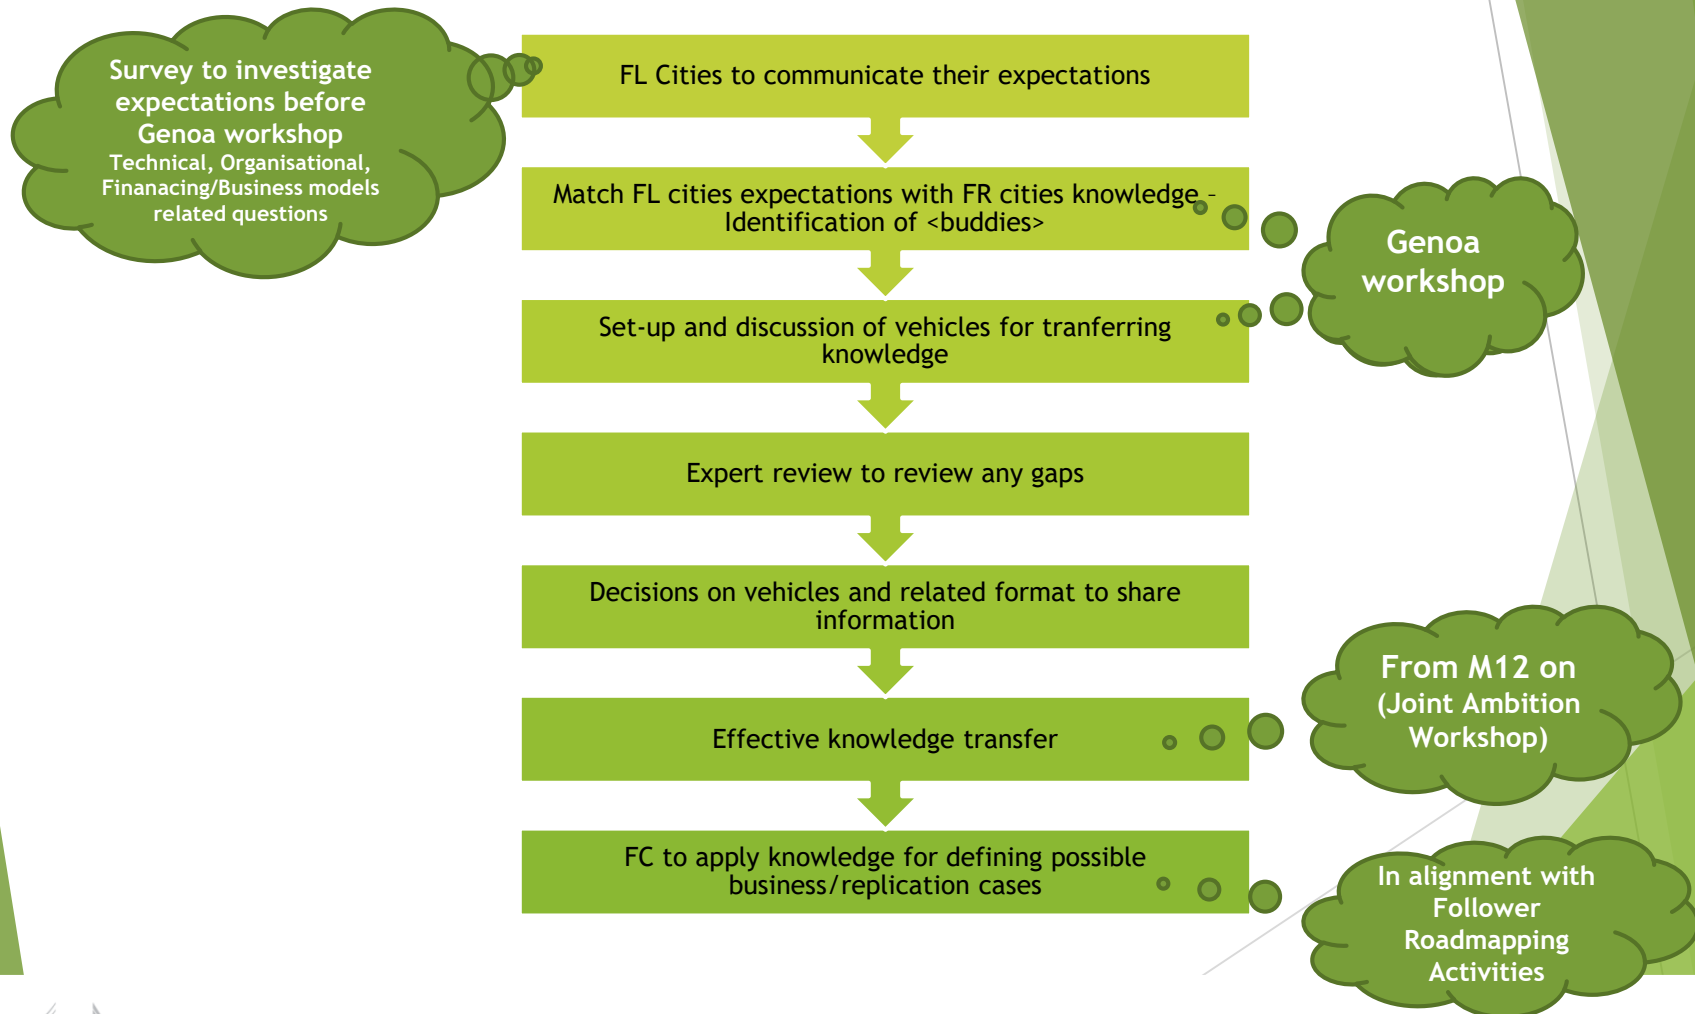 Survey to investigate
expectations before
Genoa workshop
Technical, Organisational,
Finanacing/Business models
related questions
FL Cities to communicate their expectations
Match FL cities expectations with FR cities knowledge –
Identification of <buddies>
Genoa
workshop
Set-up and discussion of vehicles for tranferring
knowledge
Expert review to review any gaps
Decisions on vehicles and related format to share
information
Effective knowledge transfer
From M12 on
(Joint Ambition
Workshop)
FC to apply knowledge for defining possible
business/replication cases
In alignment with
Follower
Roadmapping
Activities